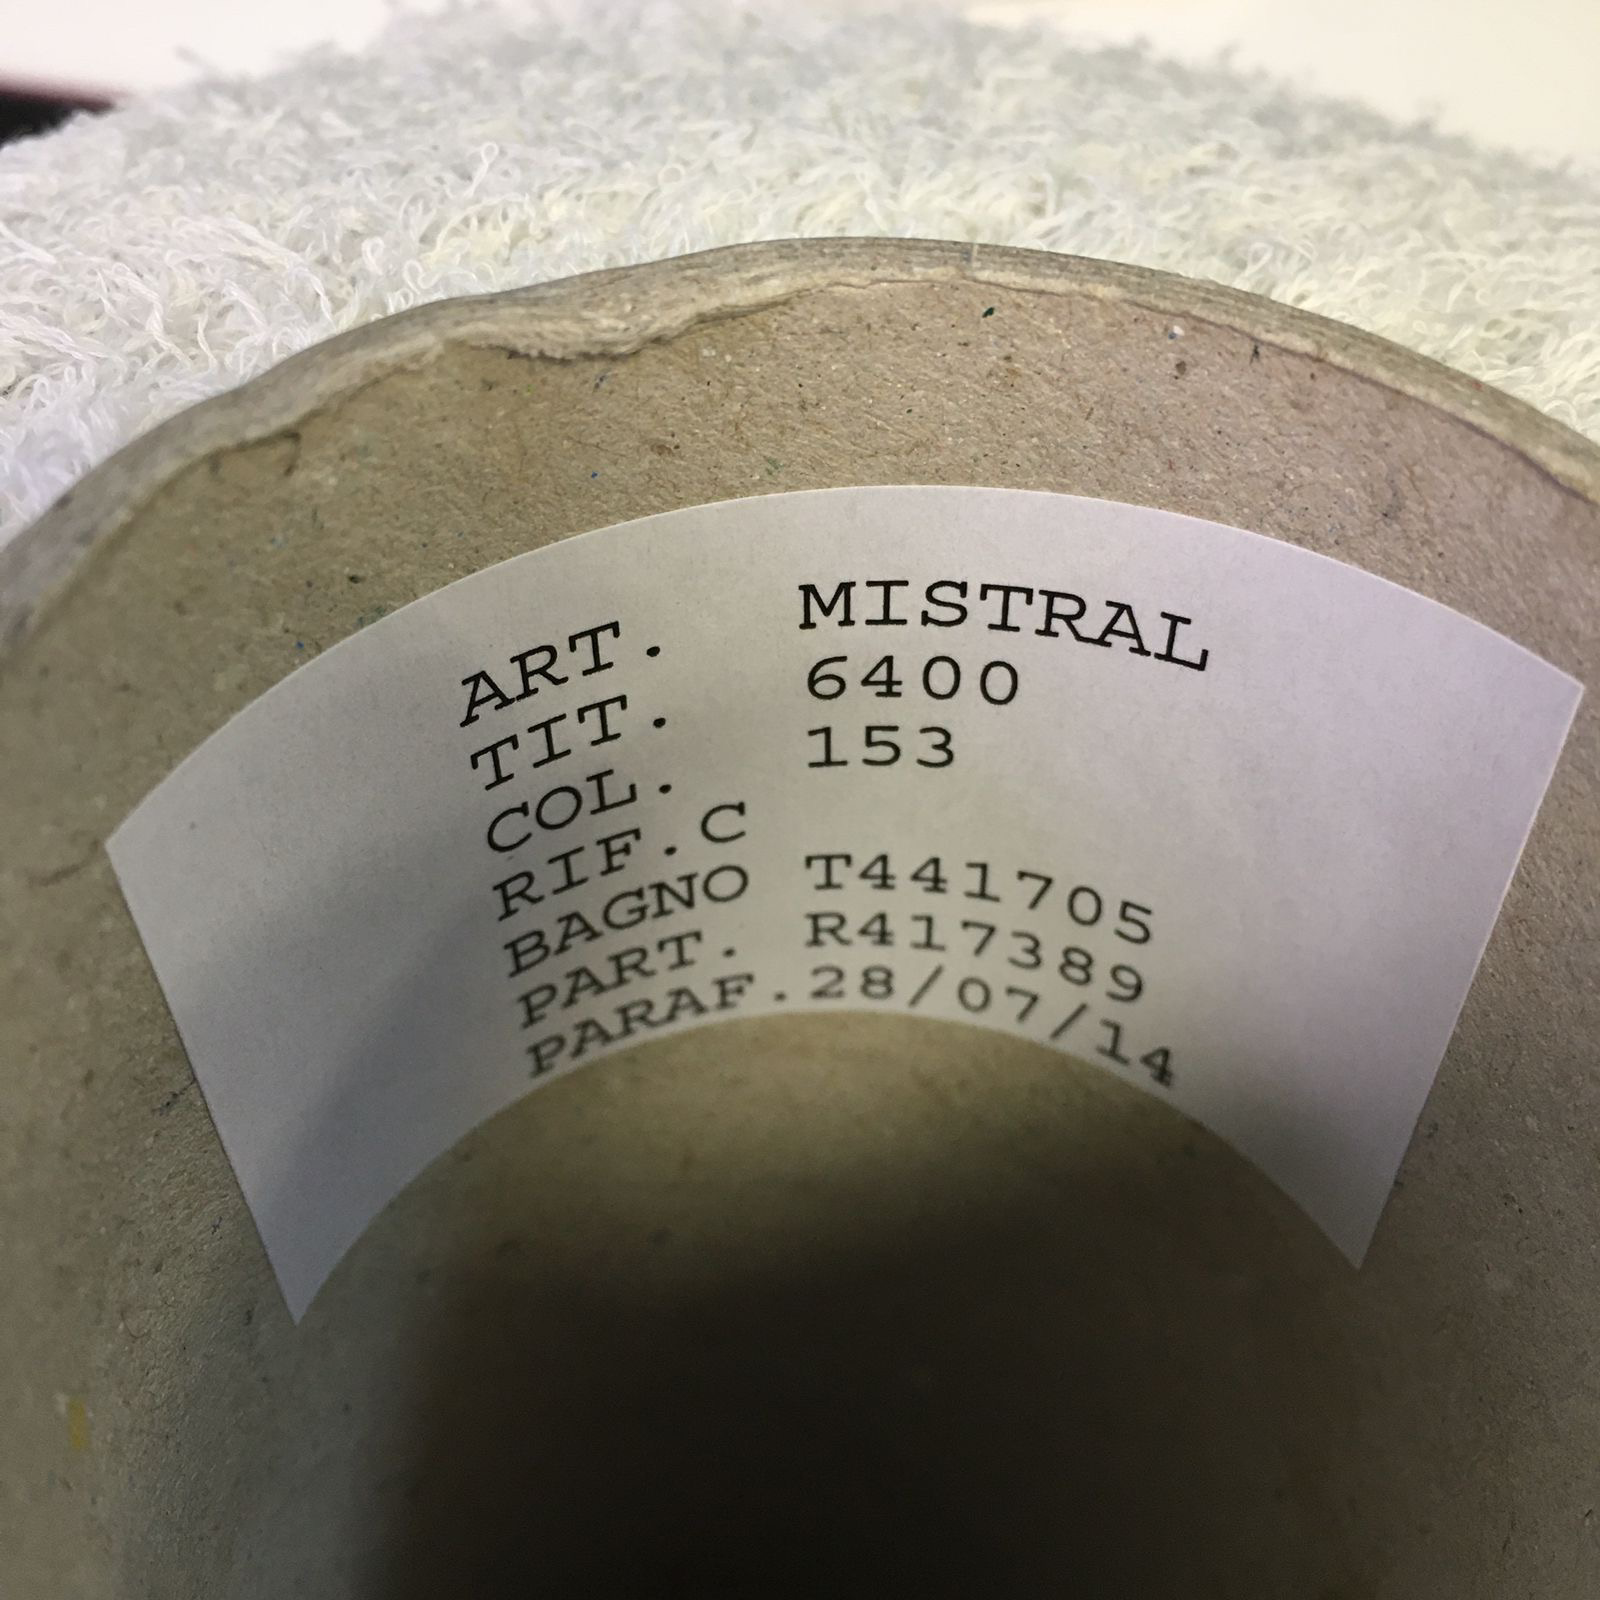 ART. MISTRAL
TIT. 6400
COL. 153
RIF.C
BAGNO T441705
PART. R417389
PARAF.28/07/14